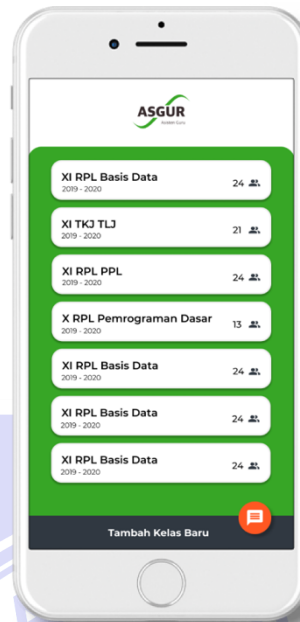 ASGUR
Asisten Guru
XI RPL Basis Data
2019 - 2020
24
XI TKJ TLJ
2019 - 2020
21
XI RPL PPL
2019 - 2020
24
X RPL Pemrograman Dasar
2019 - 2020
13
XI RPL Basis Data
2019 - 2020
24
XI RPL Basis Data
2019 - 2020
24
XI RPL Basis Data
2019 - 2020
24
Tambah Kelas Baru